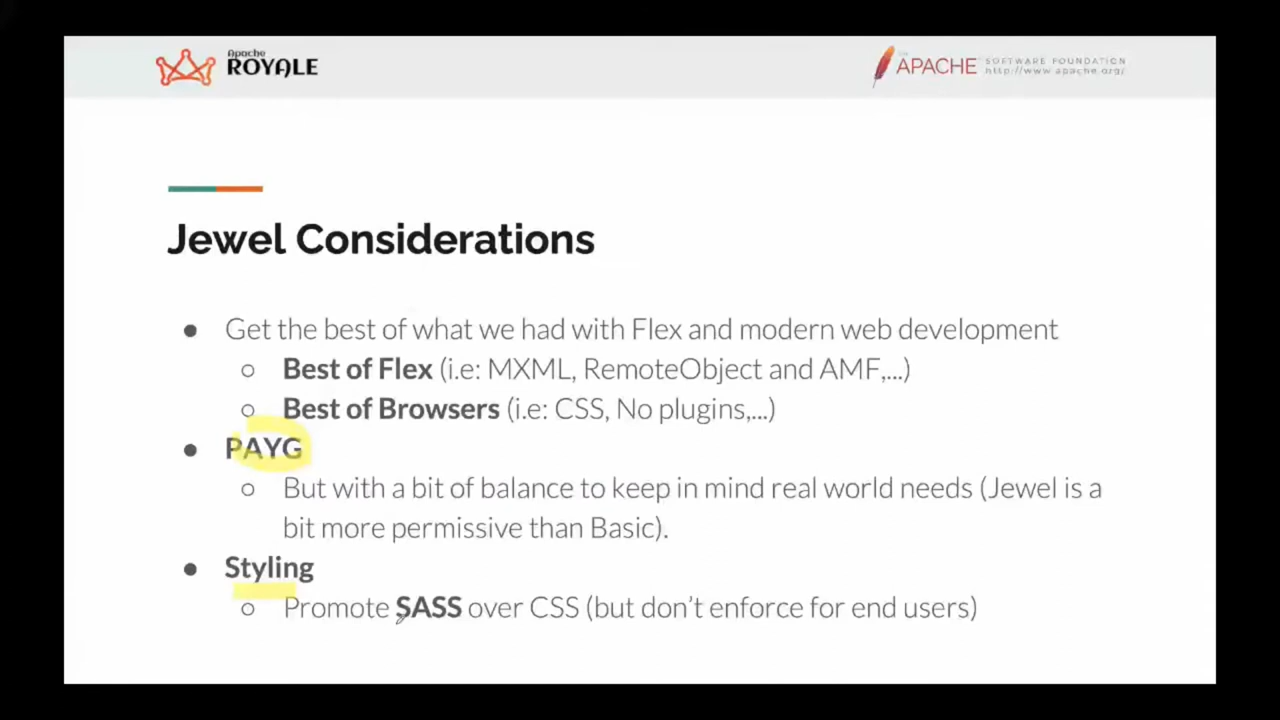 Apache
ROYALE
THE
APACHE
SOFTWARE FOUNDATION
http://www.apache.org/
Jewel Considerations
● Get the best of what we had with Flex and modern web development
○ Best of Flex (i.e: MXML, RemoteObject and AMF,...)
○ Best of Browsers (i.e: CSS, No plugins,...)
● PAYG
○ But with a bit of balance to keep in mind real world needs (Jewel is a
bit more permissive than Basic).
● Styling
○ Promote SASS over CSS (but don't enforce for end users)